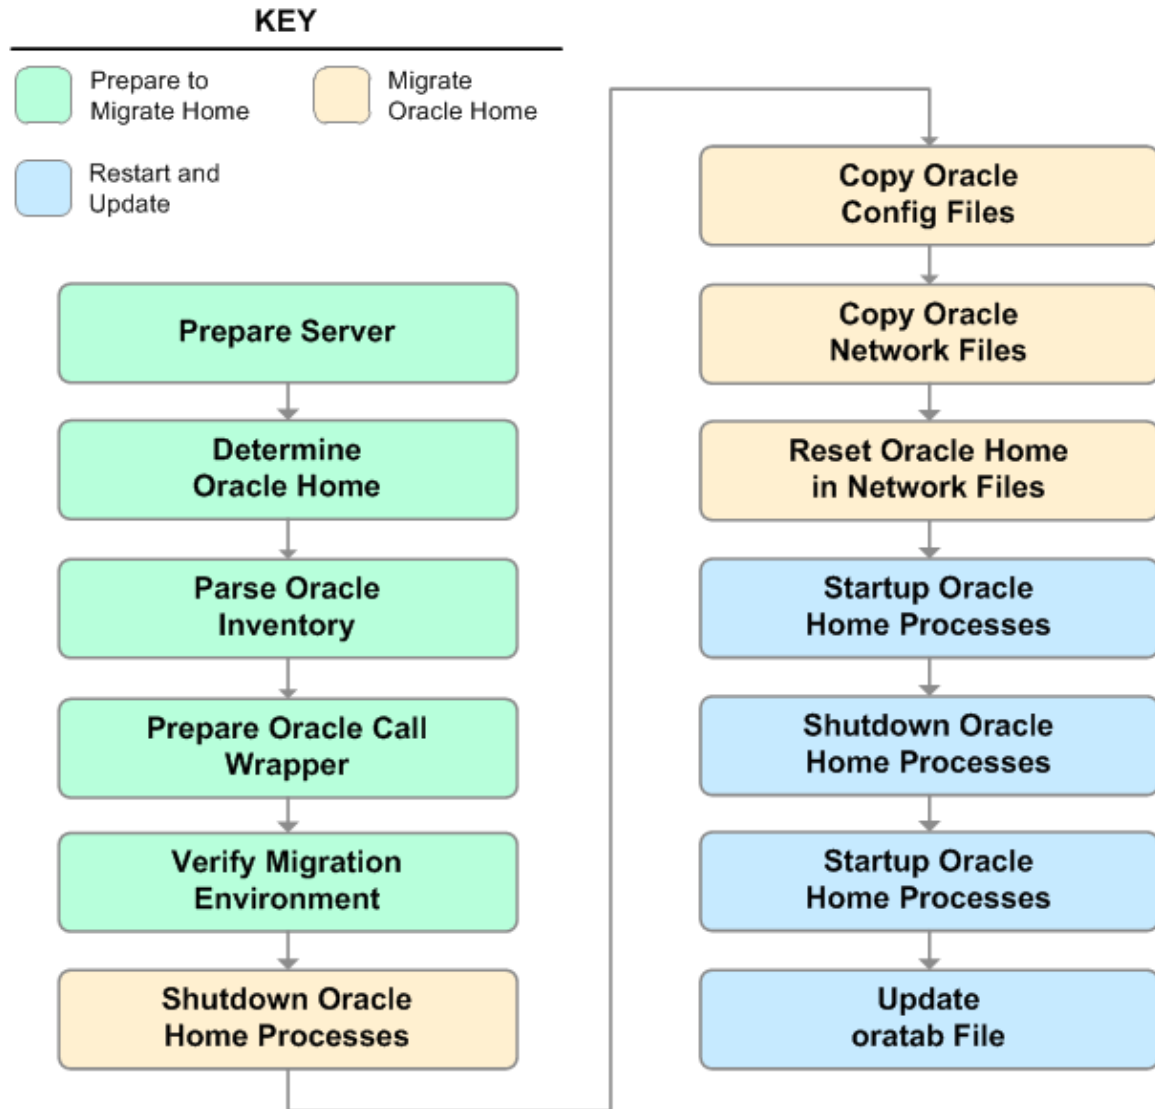 KEY
Prepare to
Migrate Home
Migrate
Oracle Home
Restart and
Update
Prepare Server
Determine
Oracle Home
Parse Oracle
Inventory
Prepare Oracle Call
Wrapper
Verify Migration
Environment
Shutdown Oracle
Home Processes
Copy Oracle
Config Files
Copy Oracle
Network Files
Reset Oracle Home
in Network Files
Startup Oracle
Home Processes
Shutdown Oracle
Home Processes
Startup Oracle
Home Processes
Update
oratab File